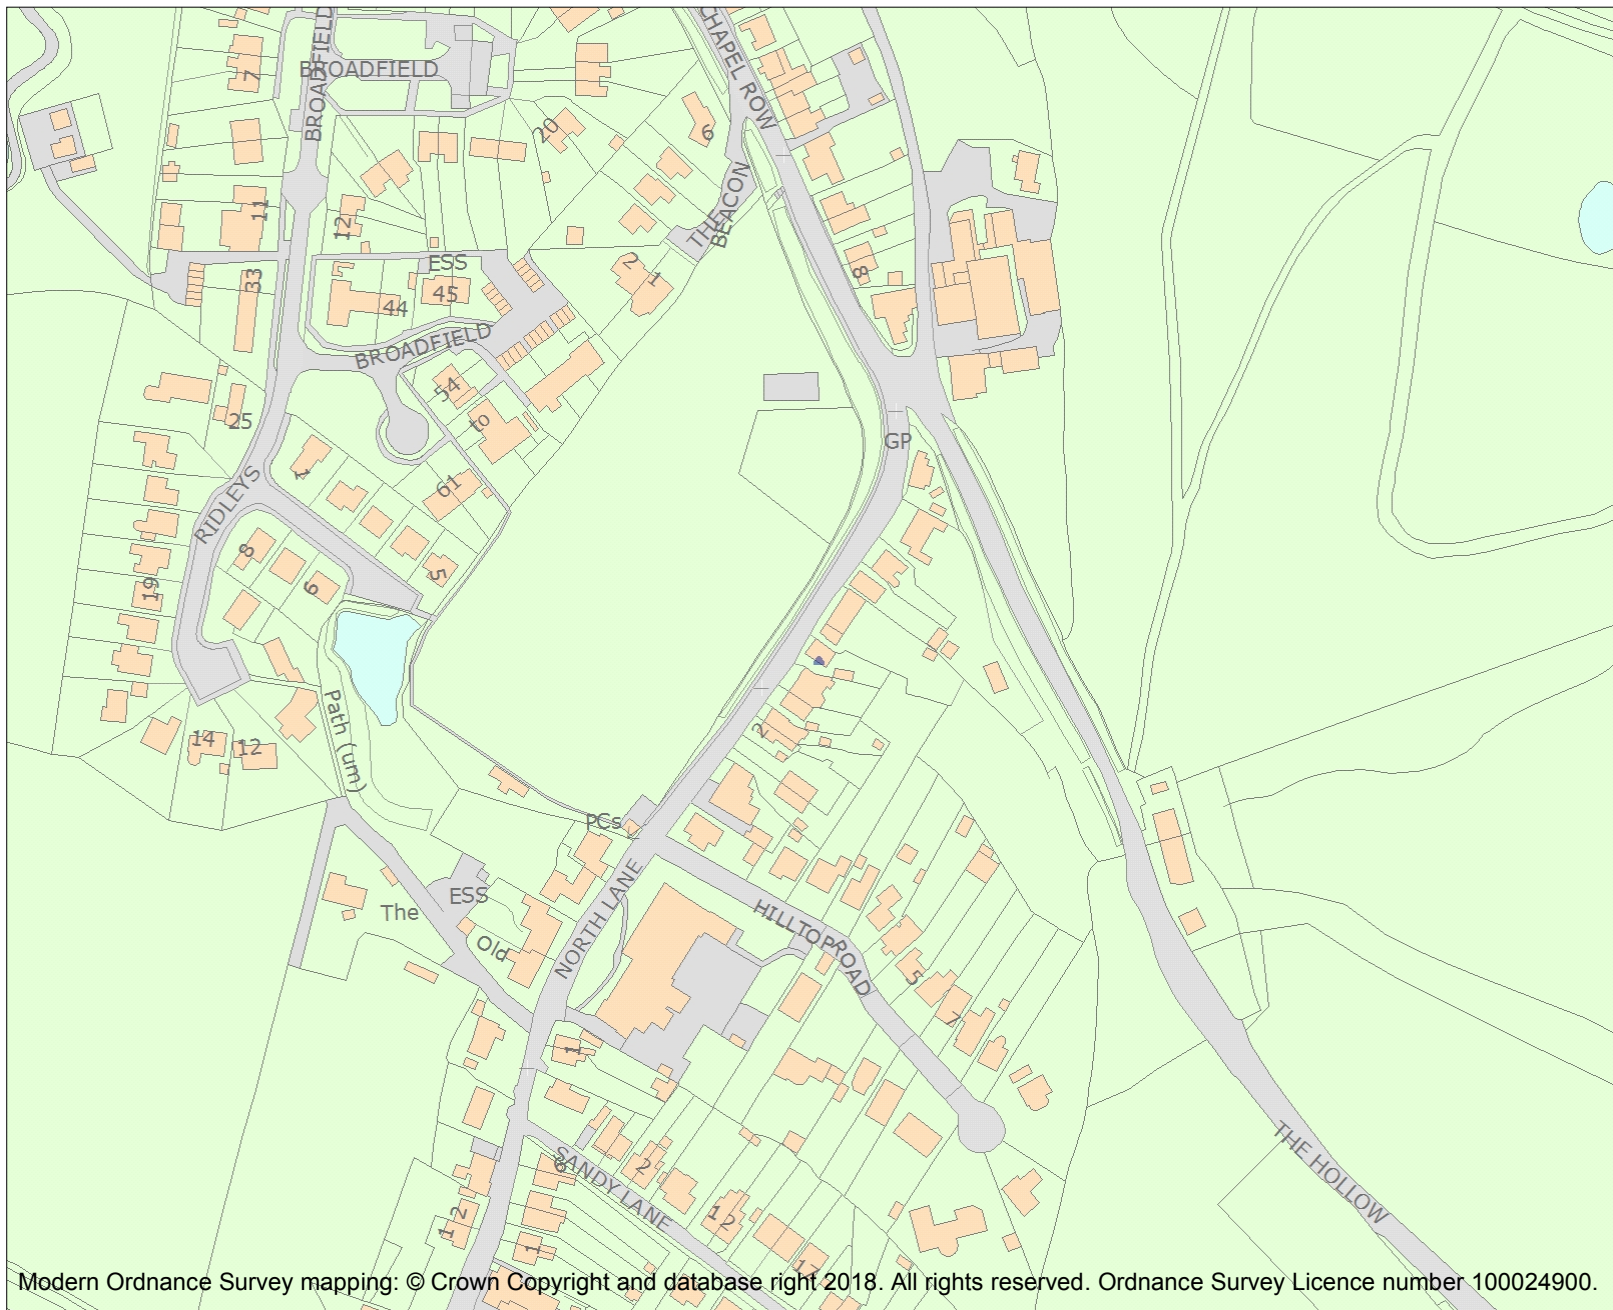 CHAPEL ROW
BROADFIELD
BROADFIELD
7
20
6
THE
BEACON
11
12
ESS
2
1
8
33
45
44
BROADFIELD
54
to
25
GP
1
61
RIDLEYS
8
5
6
19
2
Path (um)
14
12
PCs
The
ESS
Old
NORTH LANE
HILLTOP
ROAD
5
7
1
SANDY LANE
6
2
THE HOLLOW
2
1
12
1
Modern Ordnance Survey mapping: © Crown Copyright and database right 2018. All rights reserved. Ordnance Survey Licence number 100024900.